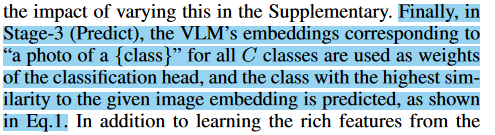 the impact of varying this in the Supplementary. Finally, in
Stage-3 (Predict), the VLM's embeddings corresponding to
“a photo of a {class}” for all C classes are used as weights
of the classification head, and the class with the highest sim-
ilarity to the given image embedding is predicted, as shown
in Eq.1. In addition to learning the rich features from the